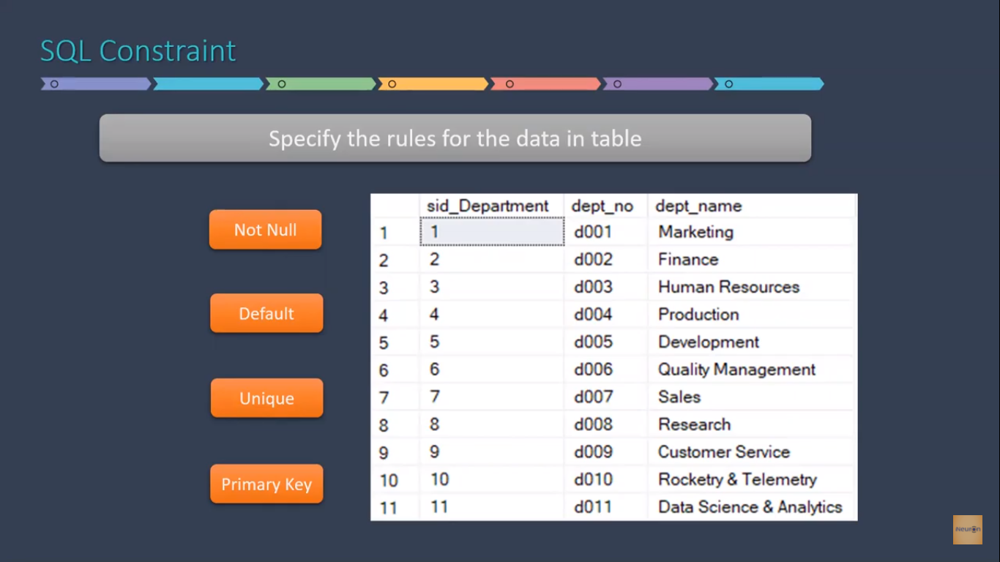 SQL Constraint
Specify the rules for the data in table
Not Null
Default
Unique
Primary Key
sid_Department dept_no dept_name
1 1 d001 Marketing
2 2 d002 Finance
3 3 d003 Human Resources
4 4 d004 Production
5 5 d005 Development
6 6 d006 Quality Management
7 7 d007 Sales
8 8 d008 Research
9 9 d009 Customer Service
10 10 d010 Rocketry & Telemetry
11 11 d011 Data Science & Analytics
Neuron